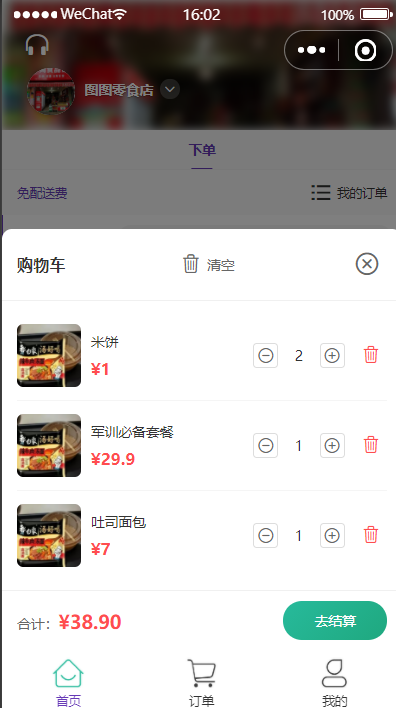 WeChat 16:02 100%
图图零食店
下单
免配送费 我的订单
购物车 清空
米饼
¥1 2
军训必备套餐
¥29.9 1
吐司面包
¥7 1
合计: ¥38.90 去结算
首页 订单 我的